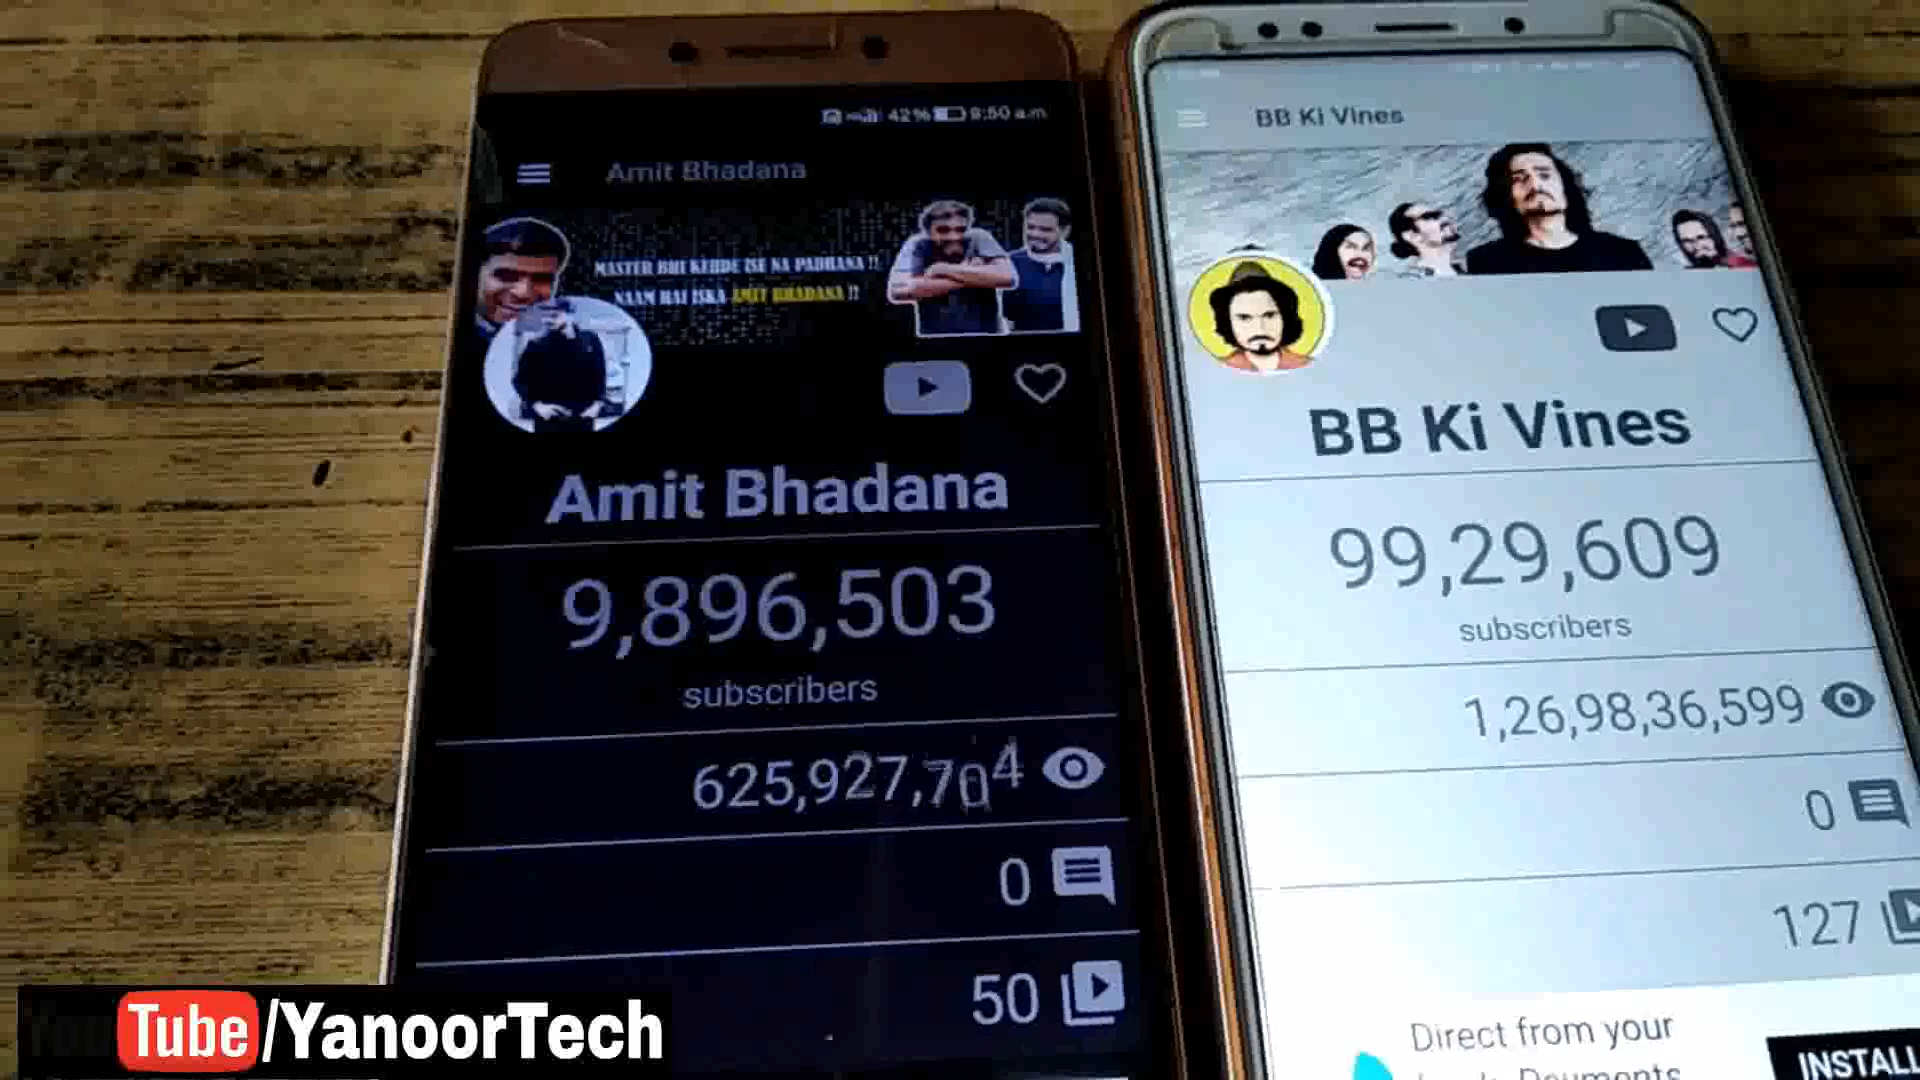 42% 9:50 a.m
Amit Bhadana
MASTER BHI KEHDE ISE NA PADHANA !!
NAAM HAI ISKA AMIT BHADANA !!
Amit Bhadana
9,896,503
subscribers
625,927,704
0
50
BB Ki Vines
BB Ki Vines
99,29,609
subscribers
1,26,98,36,599
0
127
Direct from your
INSTALL
You Tube/YanoorTech